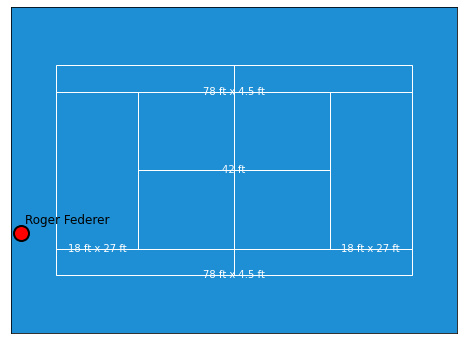 78 ft x 4.5 ft
42 ft
Roger Federer
18 ft x 27 ft
18 ft x 27 ft
78 ft x 4.5 ft